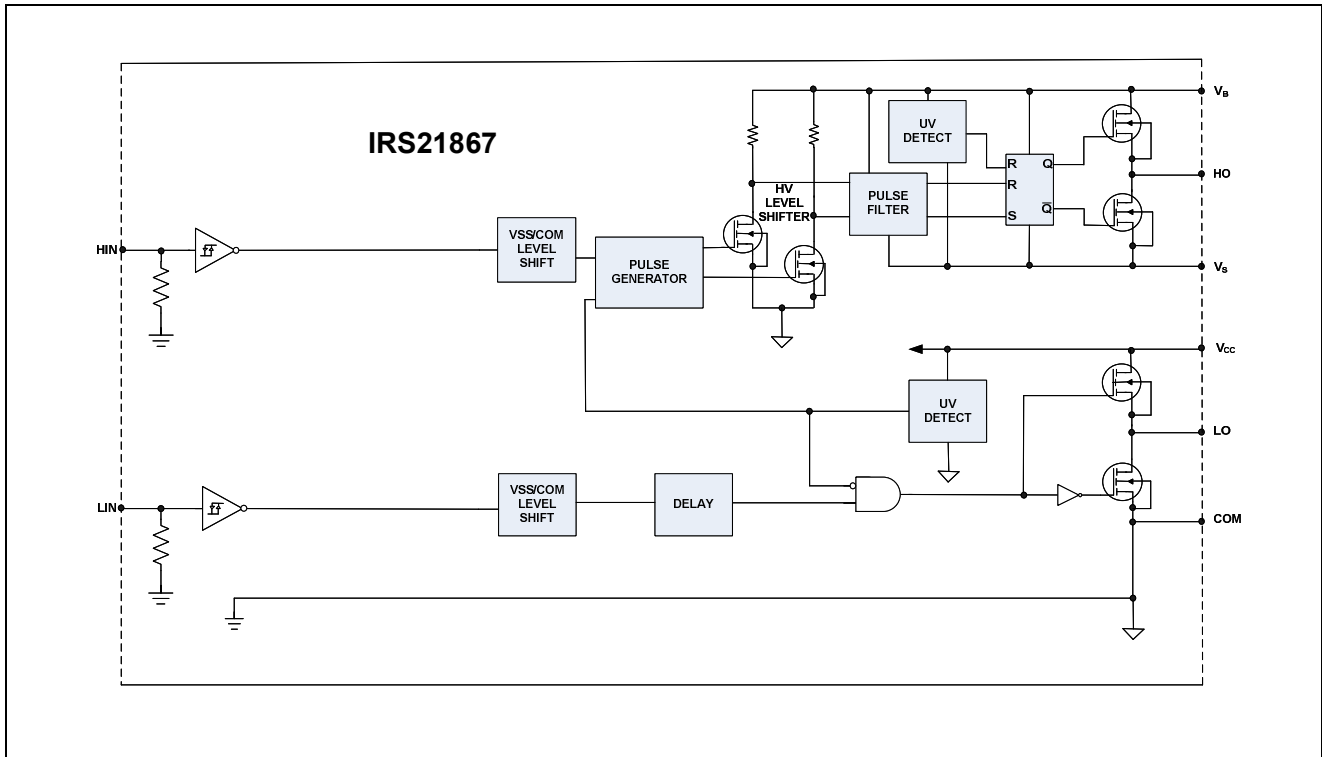 IRS21867
VB
UV
DETECT
R
Q
HO
HV
LEVEL
SHIFTER
PULSE
FILTER
R
S
Q̅
VS
HIN
VSS/COM
LEVEL
SHIFT
PULSE
GENERATOR
VCC
UV
DETECT
LO
LIN
VSS/COM
LEVEL
SHIFT
DELAY
COM